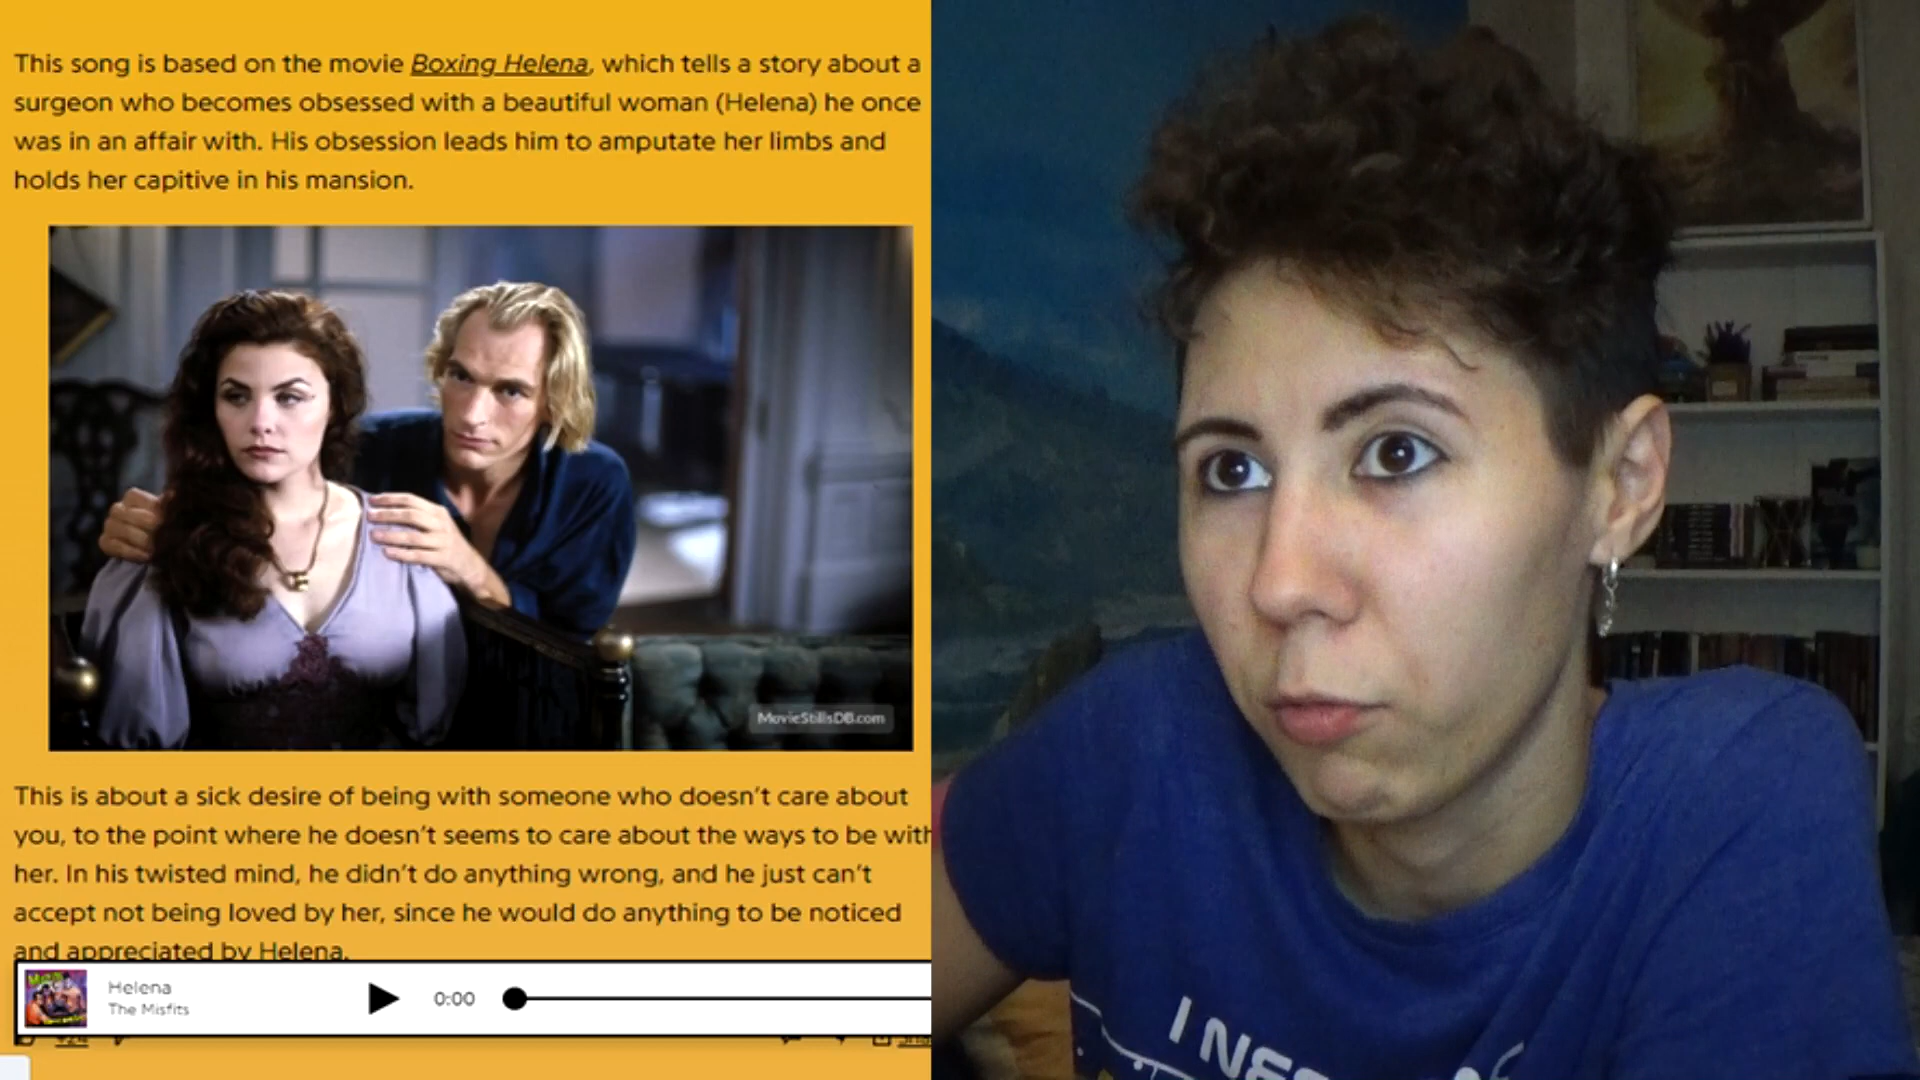 This song is based on the movie Boxing Helena, which tells a story about a
surgeon who becomes obsessed with a beautiful woman (Helena) he once
was in an affair with. His obsession leads him to amputate her limbs and
holds her capitive in his mansion.
MovieStillsDB.com
This is about a sick desire of being with someone who doesn't care about
you, to the point where he doesn't seems to care about the ways to be with
her. In his twisted mind, he didn't do anything wrong, and he just can't
accept not being loved by her, since he would do anything to be noticed
and appreciated by Helena.
Helena
The Misfits
0:00
I NEE